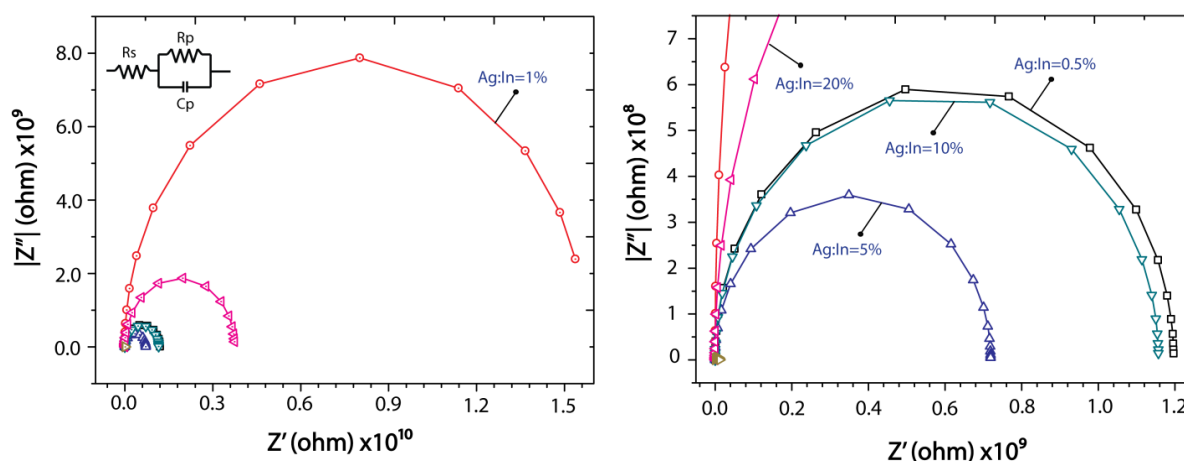 8.0
6.0
4.0
2.0
0.0
|Z"| (ohm) x10⁹
Rs
Rp
Cp
Ag:In=1%
0.0
0.3
0.6
0.9
1.2
1.5
Z' (ohm) x10¹⁰
7
6
5
4
3
2
1
0
|Z"| (ohm) x10⁸
Ag:In=20%
Ag:In=0.5%
Ag:In=10%
Ag:In=5%
0.0
0.2
0.4
0.6
0.8
1.0
1.2
Z' (ohm) x10⁹